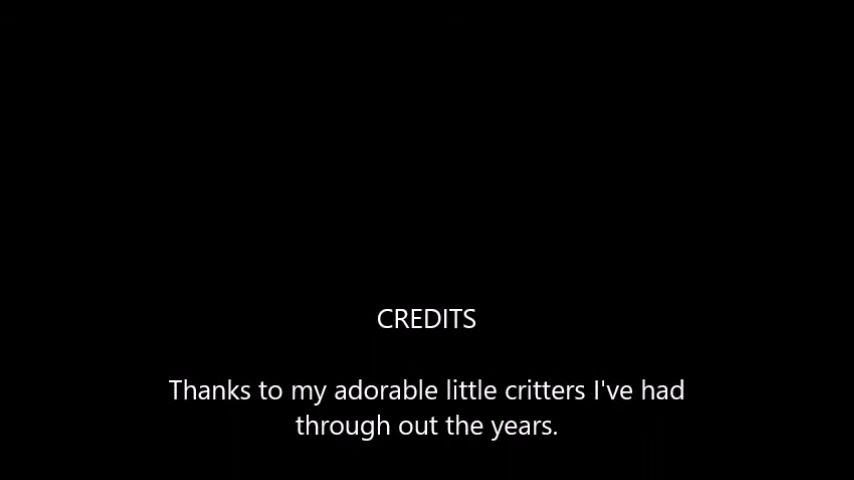 CREDITS
Thanks to my adorable little critters I've had
through out the years.